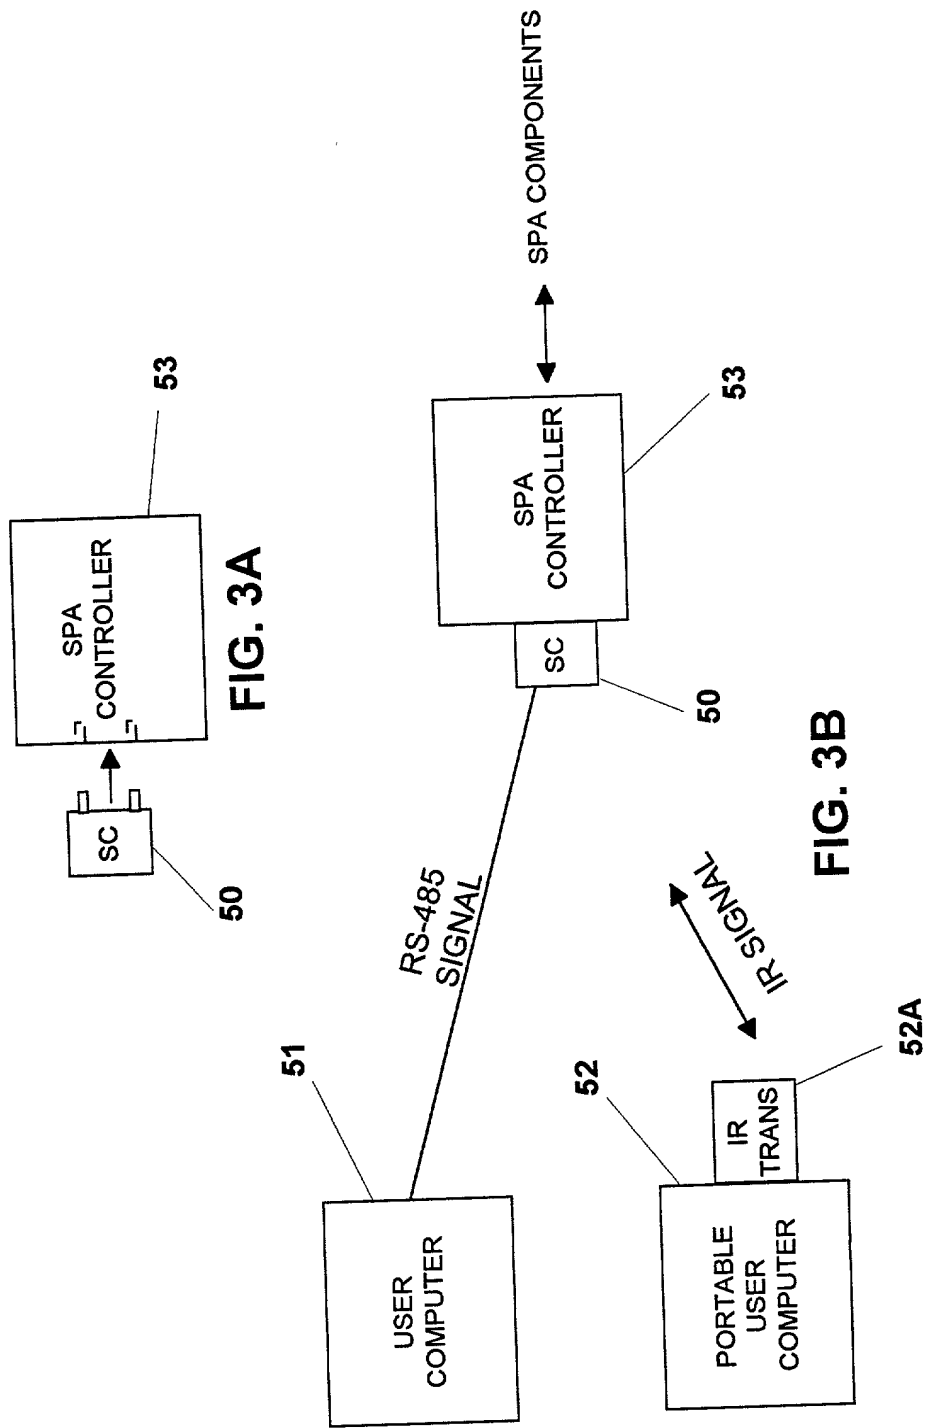 SC
50
SPA
CONTROLLER
53
FIG. 3A
USER
COMPUTER
51
RS-485
SIGNAL
SC
50
SPA
CONTROLLER
53
SPA COMPONENTS
PORTABLE
USER
COMPUTER
52
IR
TRANS
52A
IR SIGNAL
FIG. 3B